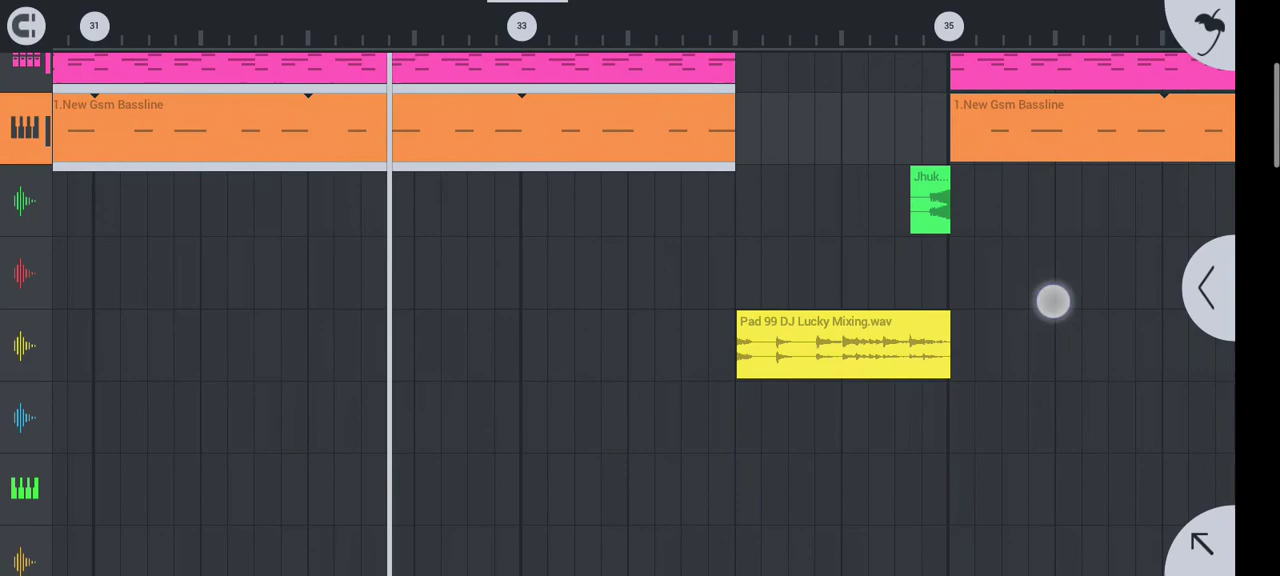 31
33
35
1.New Gsm Bassline
1.New Gsm Bassline
Jhuk...
Pad 99 DJ Lucky Mixing.wav